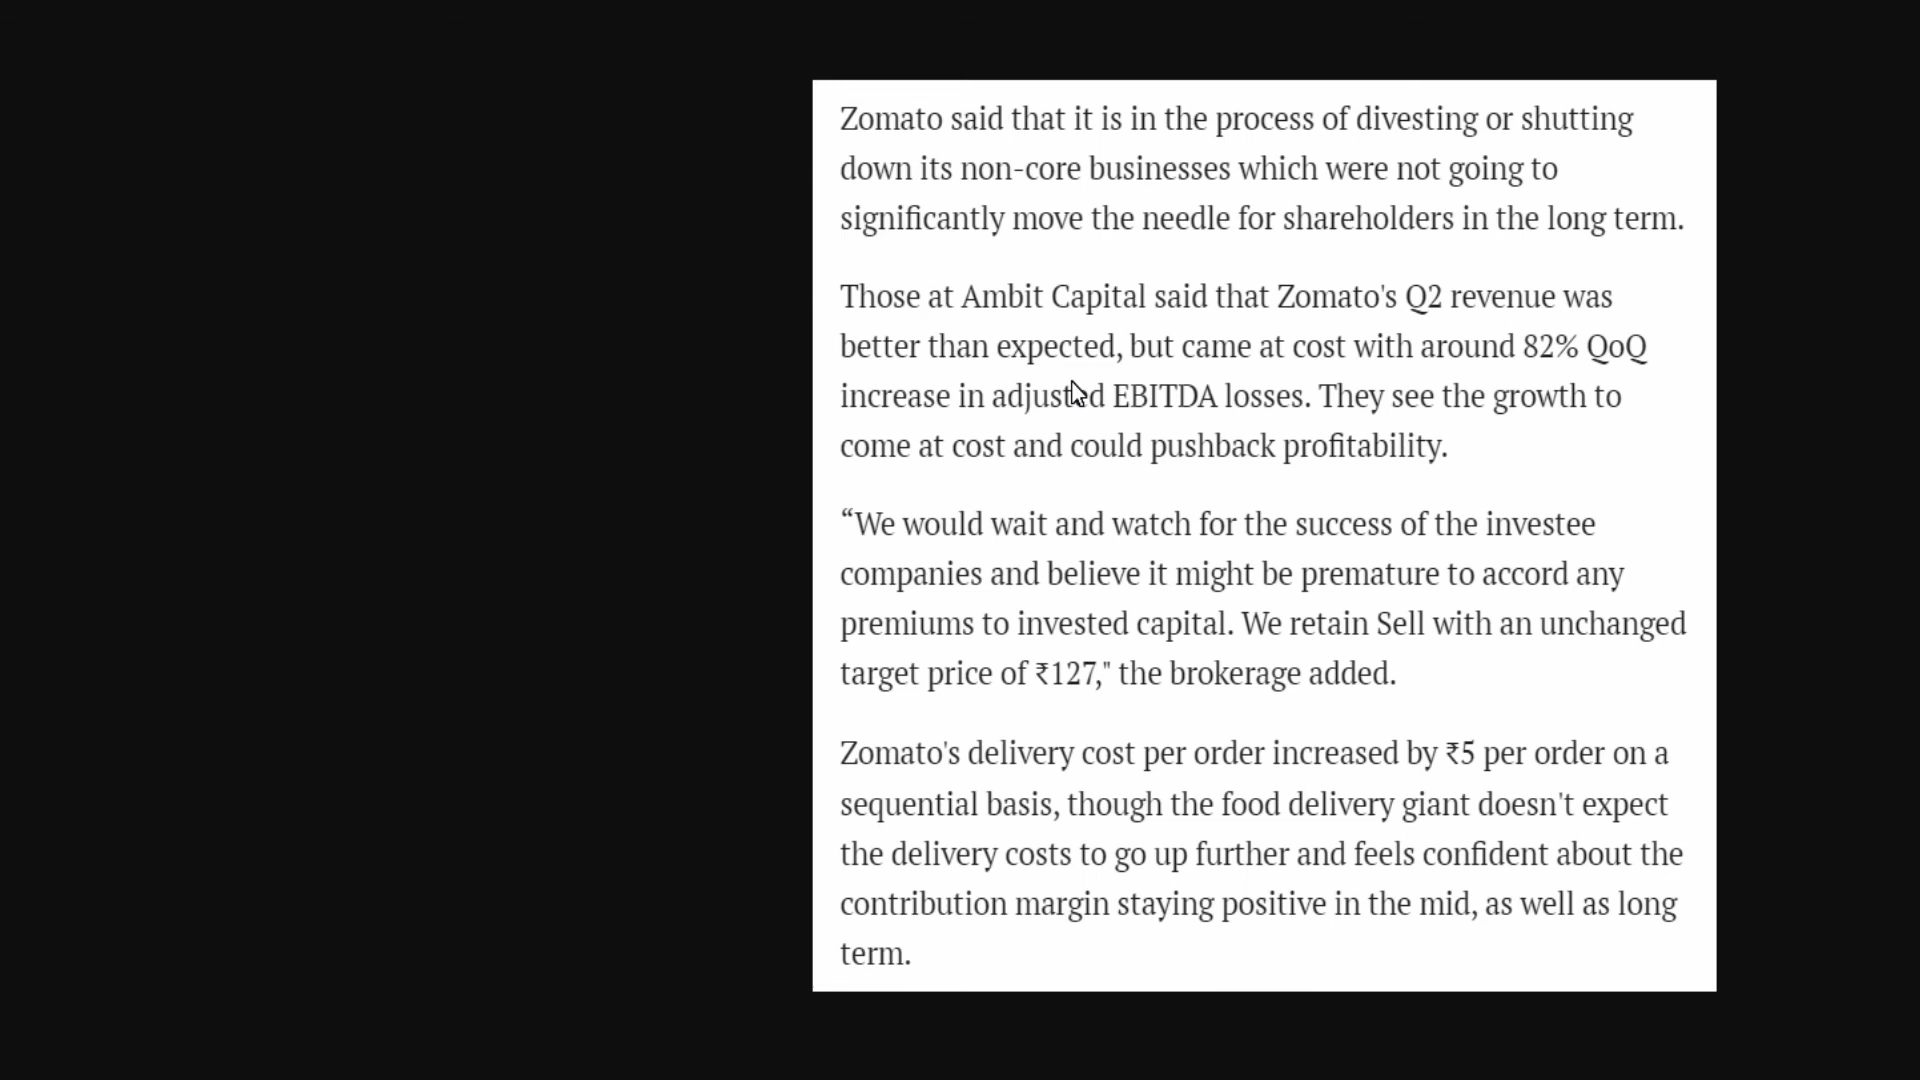 Zomato said that it is in the process of divesting or shutting
down its non-core businesses which were not going to
significantly move the needle for shareholders in the long term.
Those at Ambit Capital said that Zomato's Q2 revenue was
better than expected, but came at cost with around 82% QoQ
increase in adjusted EBITDA losses. They see the growth to
come at cost and could pushback profitability.
“We would wait and watch for the success of the investee
companies and believe it might be premature to accord any
premiums to invested capital. We retain Sell with an unchanged
target price of ₹127," the brokerage added.
Zomato's delivery cost per order increased by ₹5 per order on a
sequential basis, though the food delivery giant doesn't expect
the delivery costs to go up further and feels confident about the
contribution margin staying positive in the mid, as well as long
term.